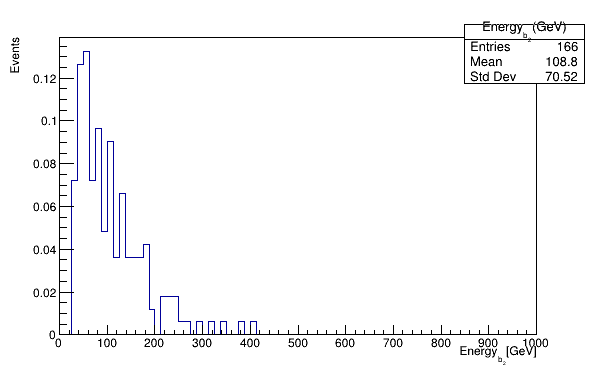 Energy_b₂(GeV)
Entries 166
Mean 108.8
Std Dev 70.52
Events
0.12
0.1
0.08
0.06
0.04
0.02
0
0 100 200 300 400 500 600 700 800 900 1000
Energy_b₂[GeV]